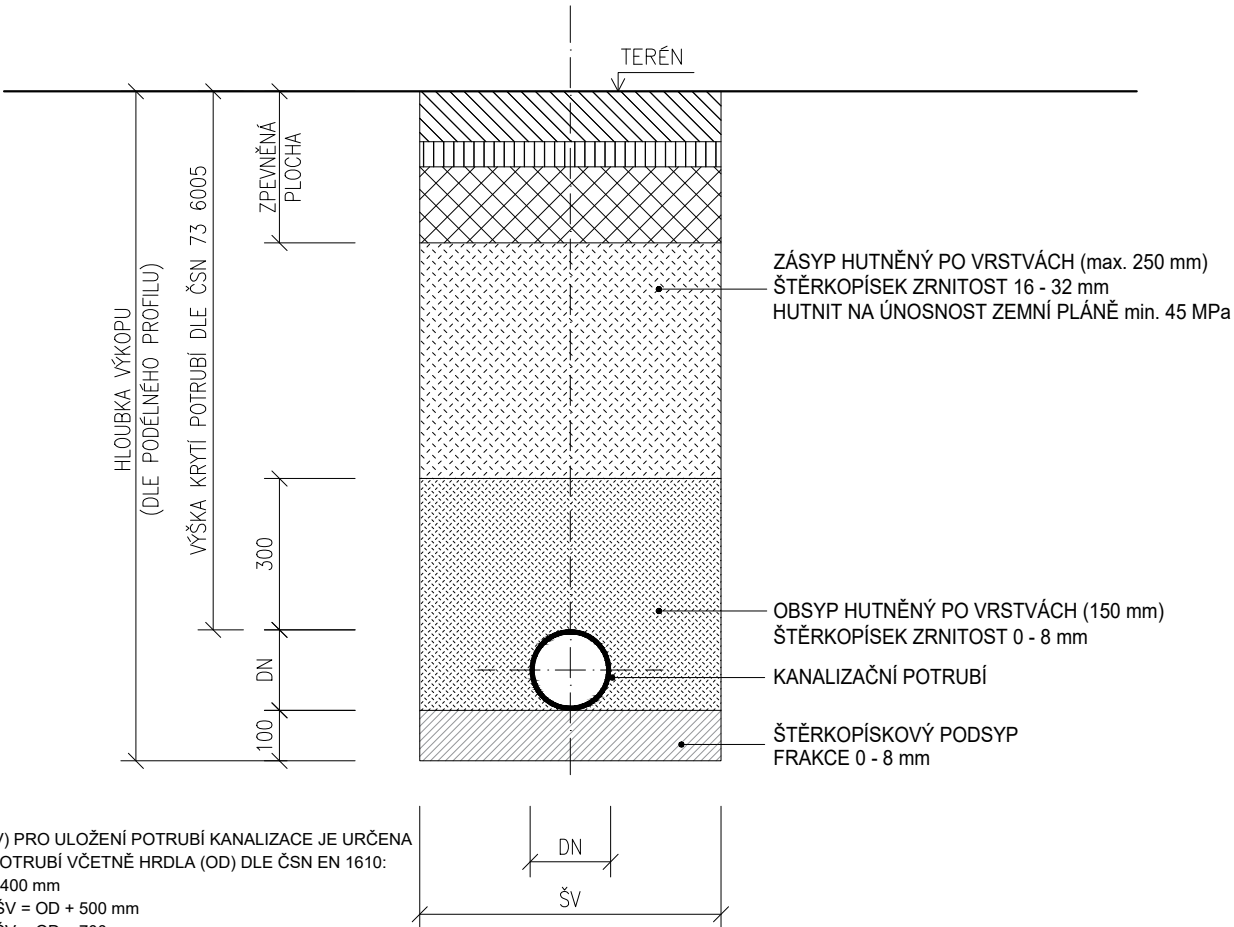 TERÉN
ZPEVNĚNÁ
PLOCHA
HLOUBKA VÝKOPU
(DLE PODÉLNÉHO PROFILU)
VÝŠKA KRYTÍ POTRUBÍ DLE ČSN 73 6005
300
DN
100
ZÁSYP HUTNĚNÝ PO VRSTVÁCH (max. 250 mm)
ŠTĚRKOPÍSEK ZRNITOST 16 - 32 mm
HUTNIT NA ÚNOSNOST ZEMNÍ PLÁNĚ min. 45 MPa
OBSYP HUTNĚNÝ PO VRSTVÁCH (150 mm)
ŠTĚRKOPÍSEK ZRNITOST 0 - 8 mm
KANALIZAČNÍ POTRUBÍ
ŠTĚRKOPÍSKOVÝ PODSYP
FRAKCE 0 - 8 mm
DN
ŠV
) PRO ULOŽENÍ POTRUBÍ KANALIZACE JE URČENA
OTRUBÍ VČETNĚ HRDLA (OD) DLE ČSN EN 1610:
400 mm
ŠV = OD + 500 mm